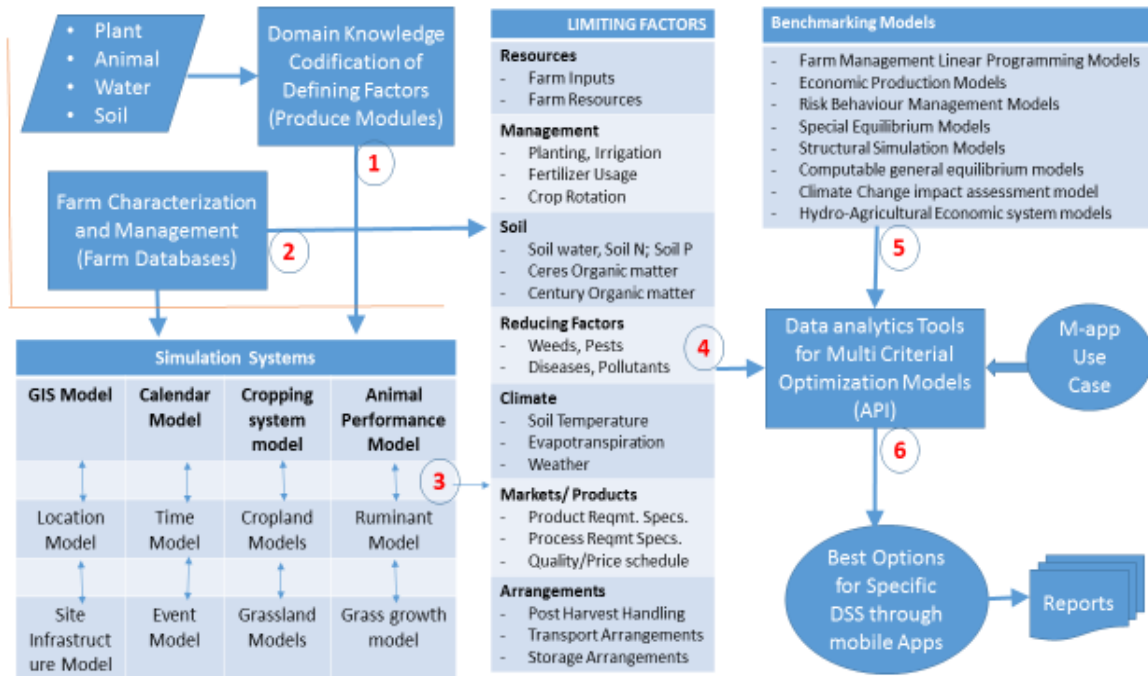 • Plant
• Animal
• Water
• Soil
Domain Knowledge
Codification of
Defining Factors
(Produce Modules)
1
Farm Characterization
and Management
(Farm Databases)
2
Simulation Systems
GIS Model
Calendar
Model
Cropping
system
model
Animal
Performance
Model
3
Location
Model
Time
Model
Cropland
Models
Ruminant
Model
Site
Infrastruct
ure Model
Event
Model
Grassland
Models
Grass growth
model
LIMITING FACTORS
Resources
- Farm Inputs
- Farm Resources
Management
- Planting, Irrigation
- Fertilizer Usage
- Crop Rotation
Soil
- Soil water, Soil N; Soil P
- Ceres Organic matter
- Century Organic matter
Reducing Factors
- Weeds, Pests
- Diseases, Pollutants
4
Climate
- Soil Temperature
- Evapotranspiration
- Weather
Markets/ Products
- Product Reqmt. Specs.
- Process Reqmt Specs.
- Quality/Price schedule
Arrangements
- Post Harvest Handling
- Transport Arrangements
- Storage Arrangements
Benchmarking Models
- Farm Management Linear Programming Models
- Economic Production Models
- Risk Behaviour Management Models
- Special Equilibrium Models
- Structural Simulation Models
- Computable general equilibrium models
- Climate Change impact assessment model
- Hydro-Agricultural Economic system models
5
Data analytics Tools
for Multi Criterial
Optimization Models
(API)
M-app
Use
Case
6
Best Options
for Specific
DSS through
mobile Apps
Reports